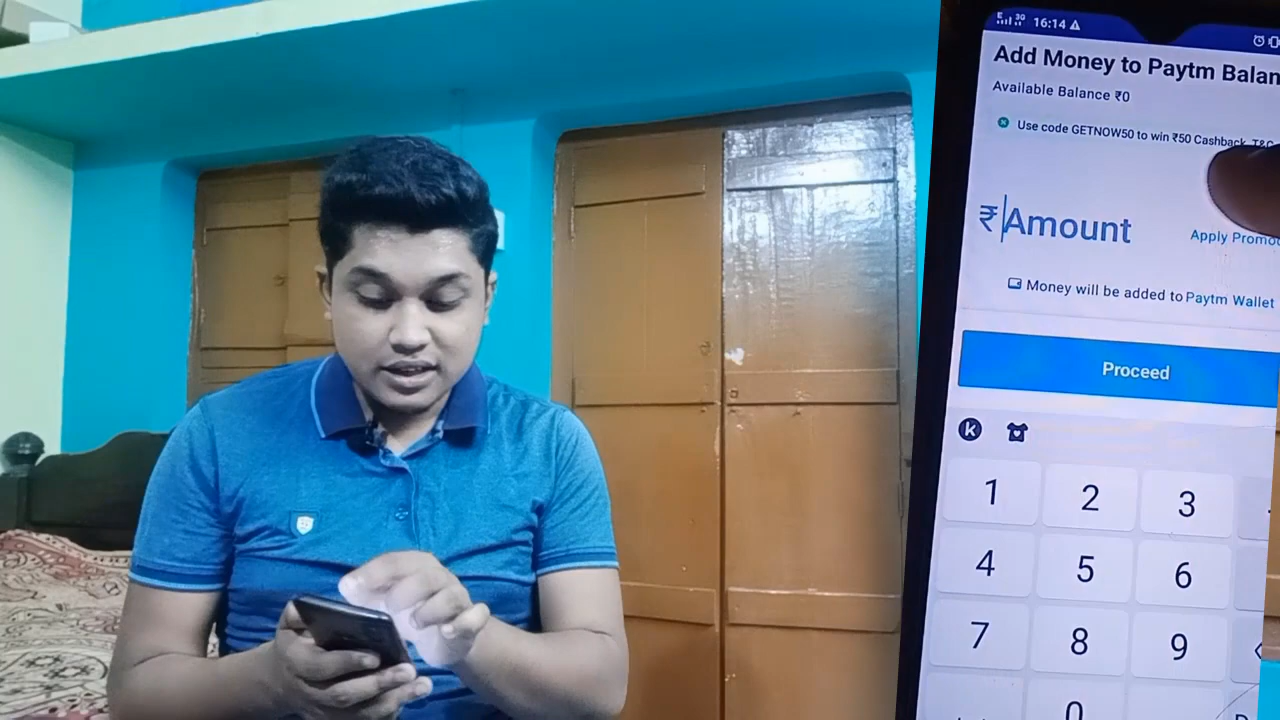 3G 16:14
Add Money to Paytm Balan
Available Balance ₹0
Use code GETNOW50 to win ₹50 Cashback. T&C
₹ Amount
Apply Promo
Money will be added to Paytm Wallet
Proceed
1 2 3
4 5 6
7 8 9
0